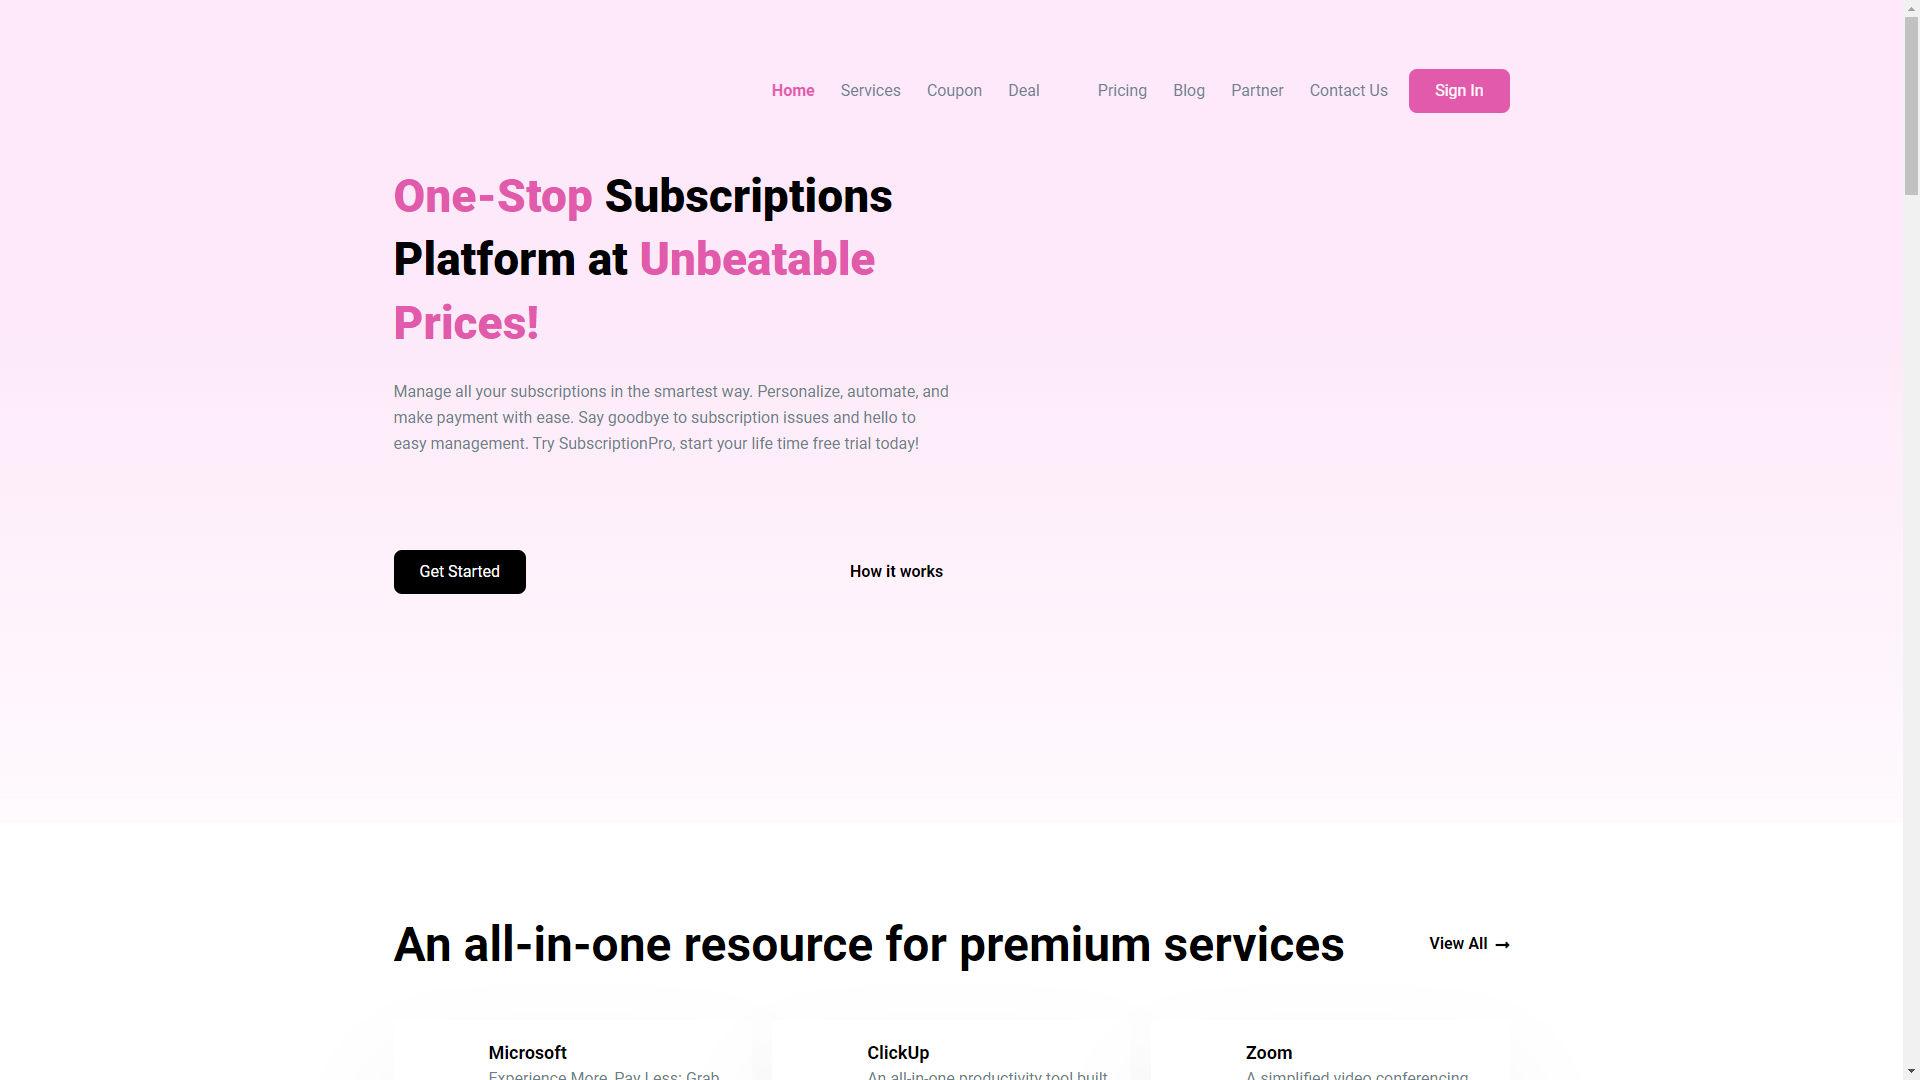 Home Services Coupon Deal Pricing Blog Partner Contact Us Sign In
One-Stop Subscriptions
Platform at Unbeatable
Prices!
Manage all your subscriptions in the smartest way. Personalize, automate, and
make payment with ease. Say goodbye to subscription issues and hello to
easy management. Try SubscriptionPro, start your life time free trial today!
Get Started How it works
An all-in-one resource for premium services View All →
Microsoft ClickUp Zoom
Experience More, Pay Less: Grab An all-in-one productivity tool built A simplified video conferencing